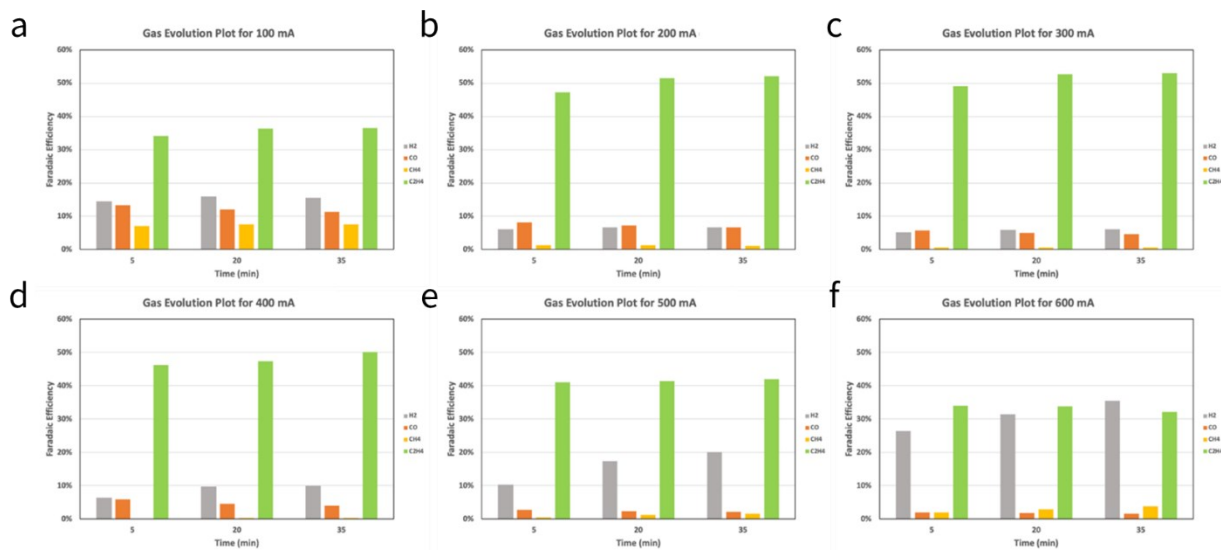 a
Gas Evolution Plot for 100 mA
60%
50%
40%
30%
20%
10%
0%
Faradaic Efficiency
5
20
35
Time (min)
H2
CO
CH4
C2H4
b
Gas Evolution Plot for 200 mA
60%
50%
40%
30%
20%
10%
0%
Faradaic Efficiency
5
20
35
Time (min)
H2
CO
CH4
C2H4
c
Gas Evolution Plot for 300 mA
60%
50%
40%
30%
20%
10%
0%
Faradaic Efficiency
5
20
35
Time (min)
H2
CO
CH4
C2H4
d
Gas Evolution Plot for 400 mA
60%
50%
40%
30%
20%
10%
0%
Faradaic Efficiency
5
20
35
Time (min)
H2
CO
CH4
C2H4
e
Gas Evolution Plot for 500 mA
60%
50%
40%
30%
20%
10%
0%
Faradaic Efficiency
5
20
35
Time (min)
H2
CO
CH4
C2H4
f
Gas Evolution Plot for 600 mA
60%
50%
40%
30%
20%
10%
0%
Faradaic Efficiency
5
20
35
Time (min)
H2
CO
CH4
C2H4